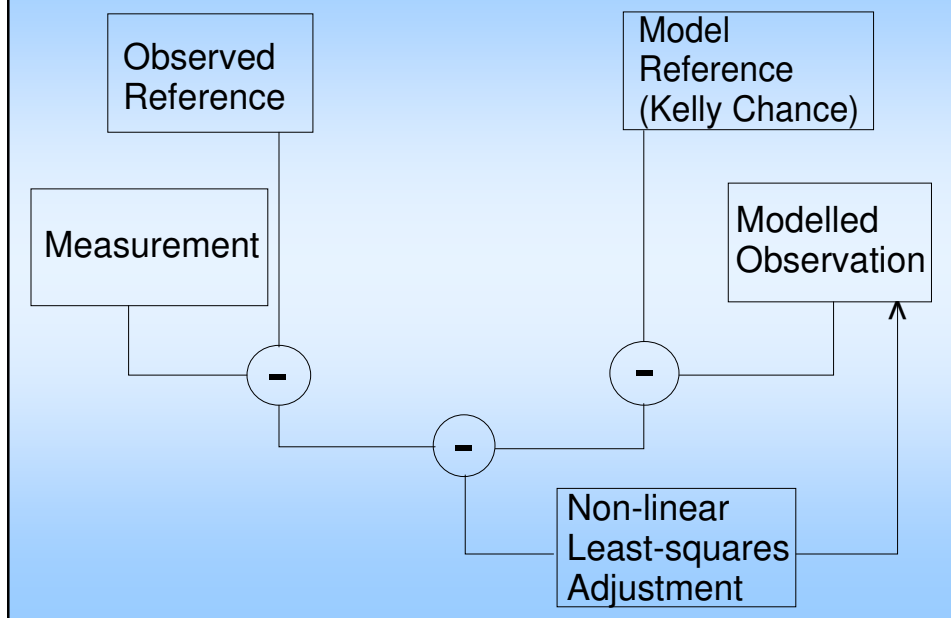 Observed
Reference
Model
Reference
(Kelly Chance)
Measurement
Modelled
Observation
-
-
-
Non-linear
Least-squares
Adjustment